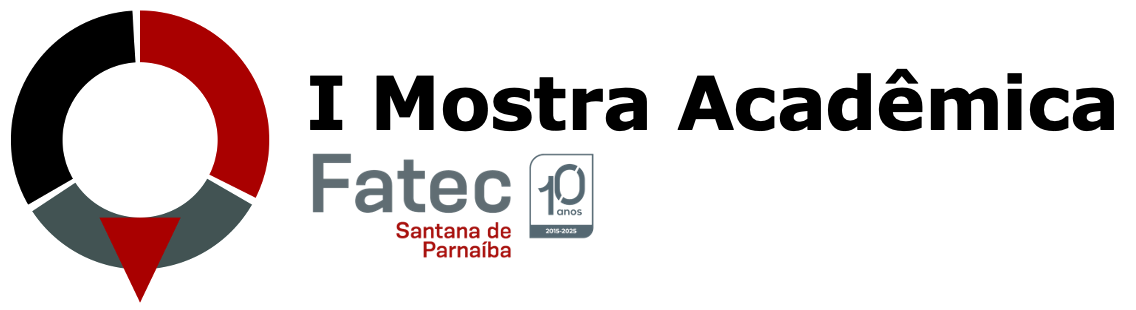 I Mostra Acadêmica
Fatec
Santana de
Parnaíba
10
anos
2015-2025